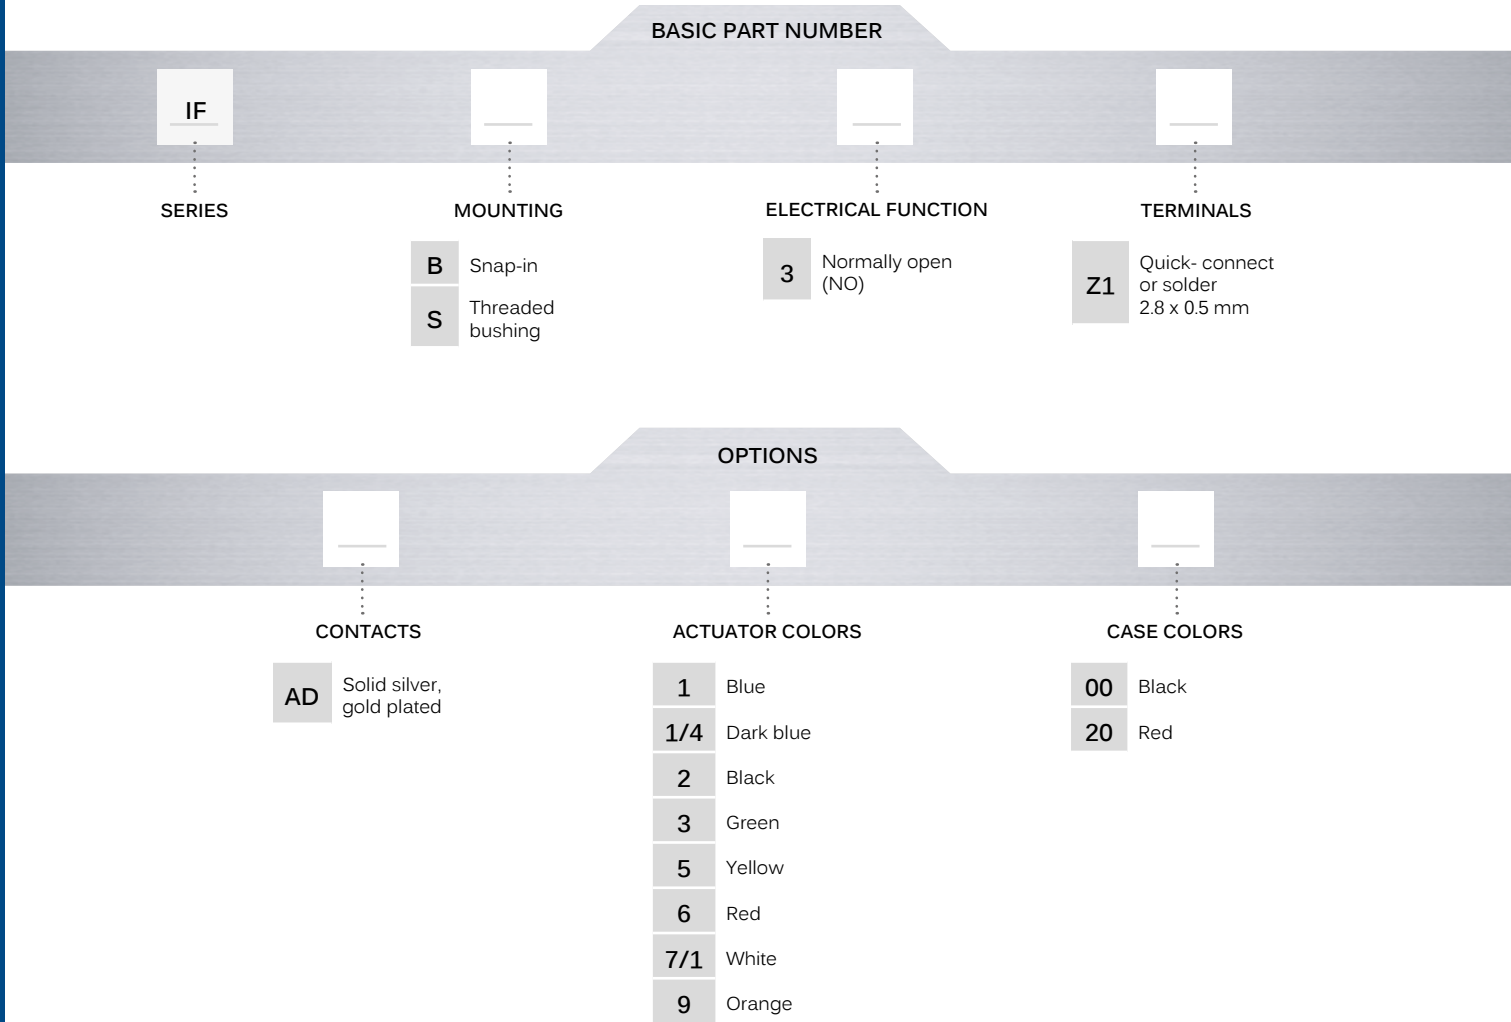 BASIC PART NUMBER
IF
SERIES
MOUNTING
B Snap-in
S Threaded
bushing
ELECTRICAL FUNCTION
3 Normally open
(NO)
TERMINALS
Z1 Quick- connect
or solder
2.8 x 0.5 mm
OPTIONS
CONTACTS
AD Solid silver,
gold plated
ACTUATOR COLORS
1 Blue
1/4 Dark blue
2 Black
3 Green
5 Yellow
6 Red
7/1 White
9 Orange
CASE COLORS
00 Black
20 Red